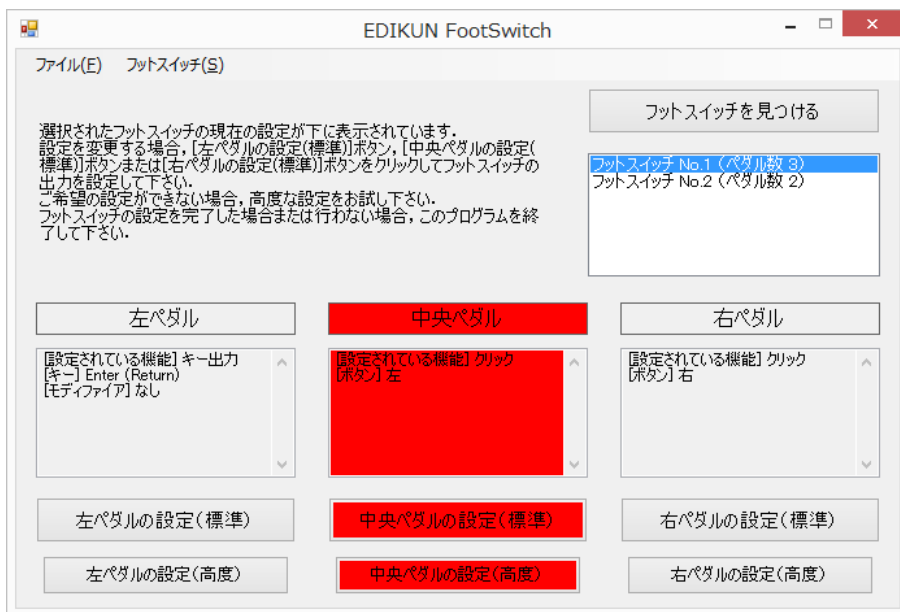 EDIKUN FootSwitch
ファイル(F) フットスイッチ(S)
選択されたフットスイッチの現在の設定が下に表示されています.
設定を変更する場合, [左ペダルの設定(標準)]ボタン, [中央ペダルの設定(
標準)]ボタンまたは[右ペダルの設定(標準)]ボタンをクリックしてフットスイッチの
出力を設定して下さい.
ご希望の設定ができない場合, 高度な設定をお試し下さい.
フットスイッチの設定を完了した場合または行わない場合, このプログラムを終
了して下さい.
フットスイッチを見つける
フットスイッチ No.1 (ペダル数 3)
フットスイッチ No.2 (ペダル数 2)
左ペダル
[設定されている機能] キー出力
[キー] Enter (Return)
[モディファイア] なし
左ペダルの設定(標準)
左ペダルの設定(高度)
中央ペダル
[設定されている機能] クリック
[ボタン] 左
中央ペダルの設定(標準)
中央ペダルの設定(高度)
右ペダル
[設定されている機能] クリック
[ボタン] 右
右ペダルの設定(標準)
右ペダルの設定(高度)